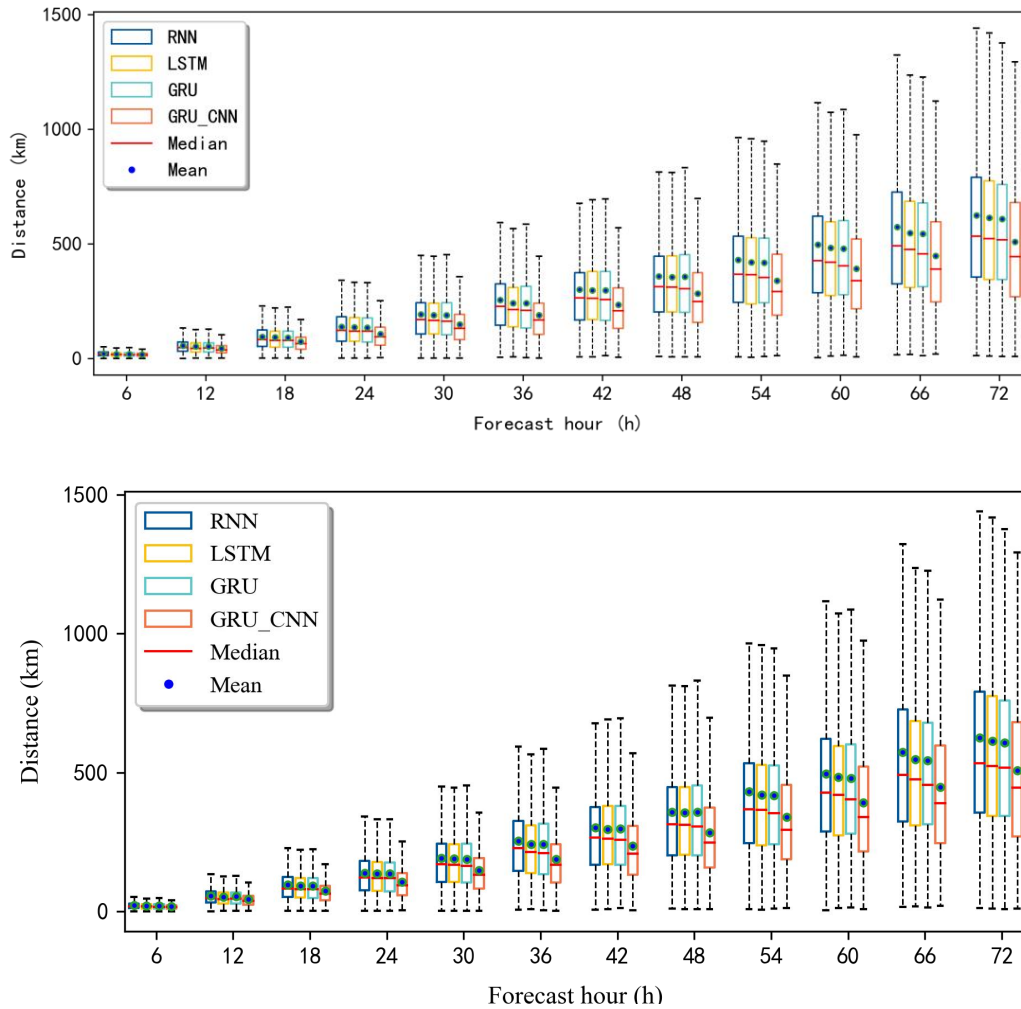 1500
1000
500
0
Distance (km)
RNN
LSTM
GRU
GRU_CNN
Median
Mean
6 12 18 24 30 36 42 48 54 60 66 72
Forecast hour (h)
1500
1000
500
0
Distance (km)
RNN
LSTM
GRU
GRU_CNN
Median
Mean
6 12 18 24 30 36 42 48 54 60 66 72
Forecast hour (h)